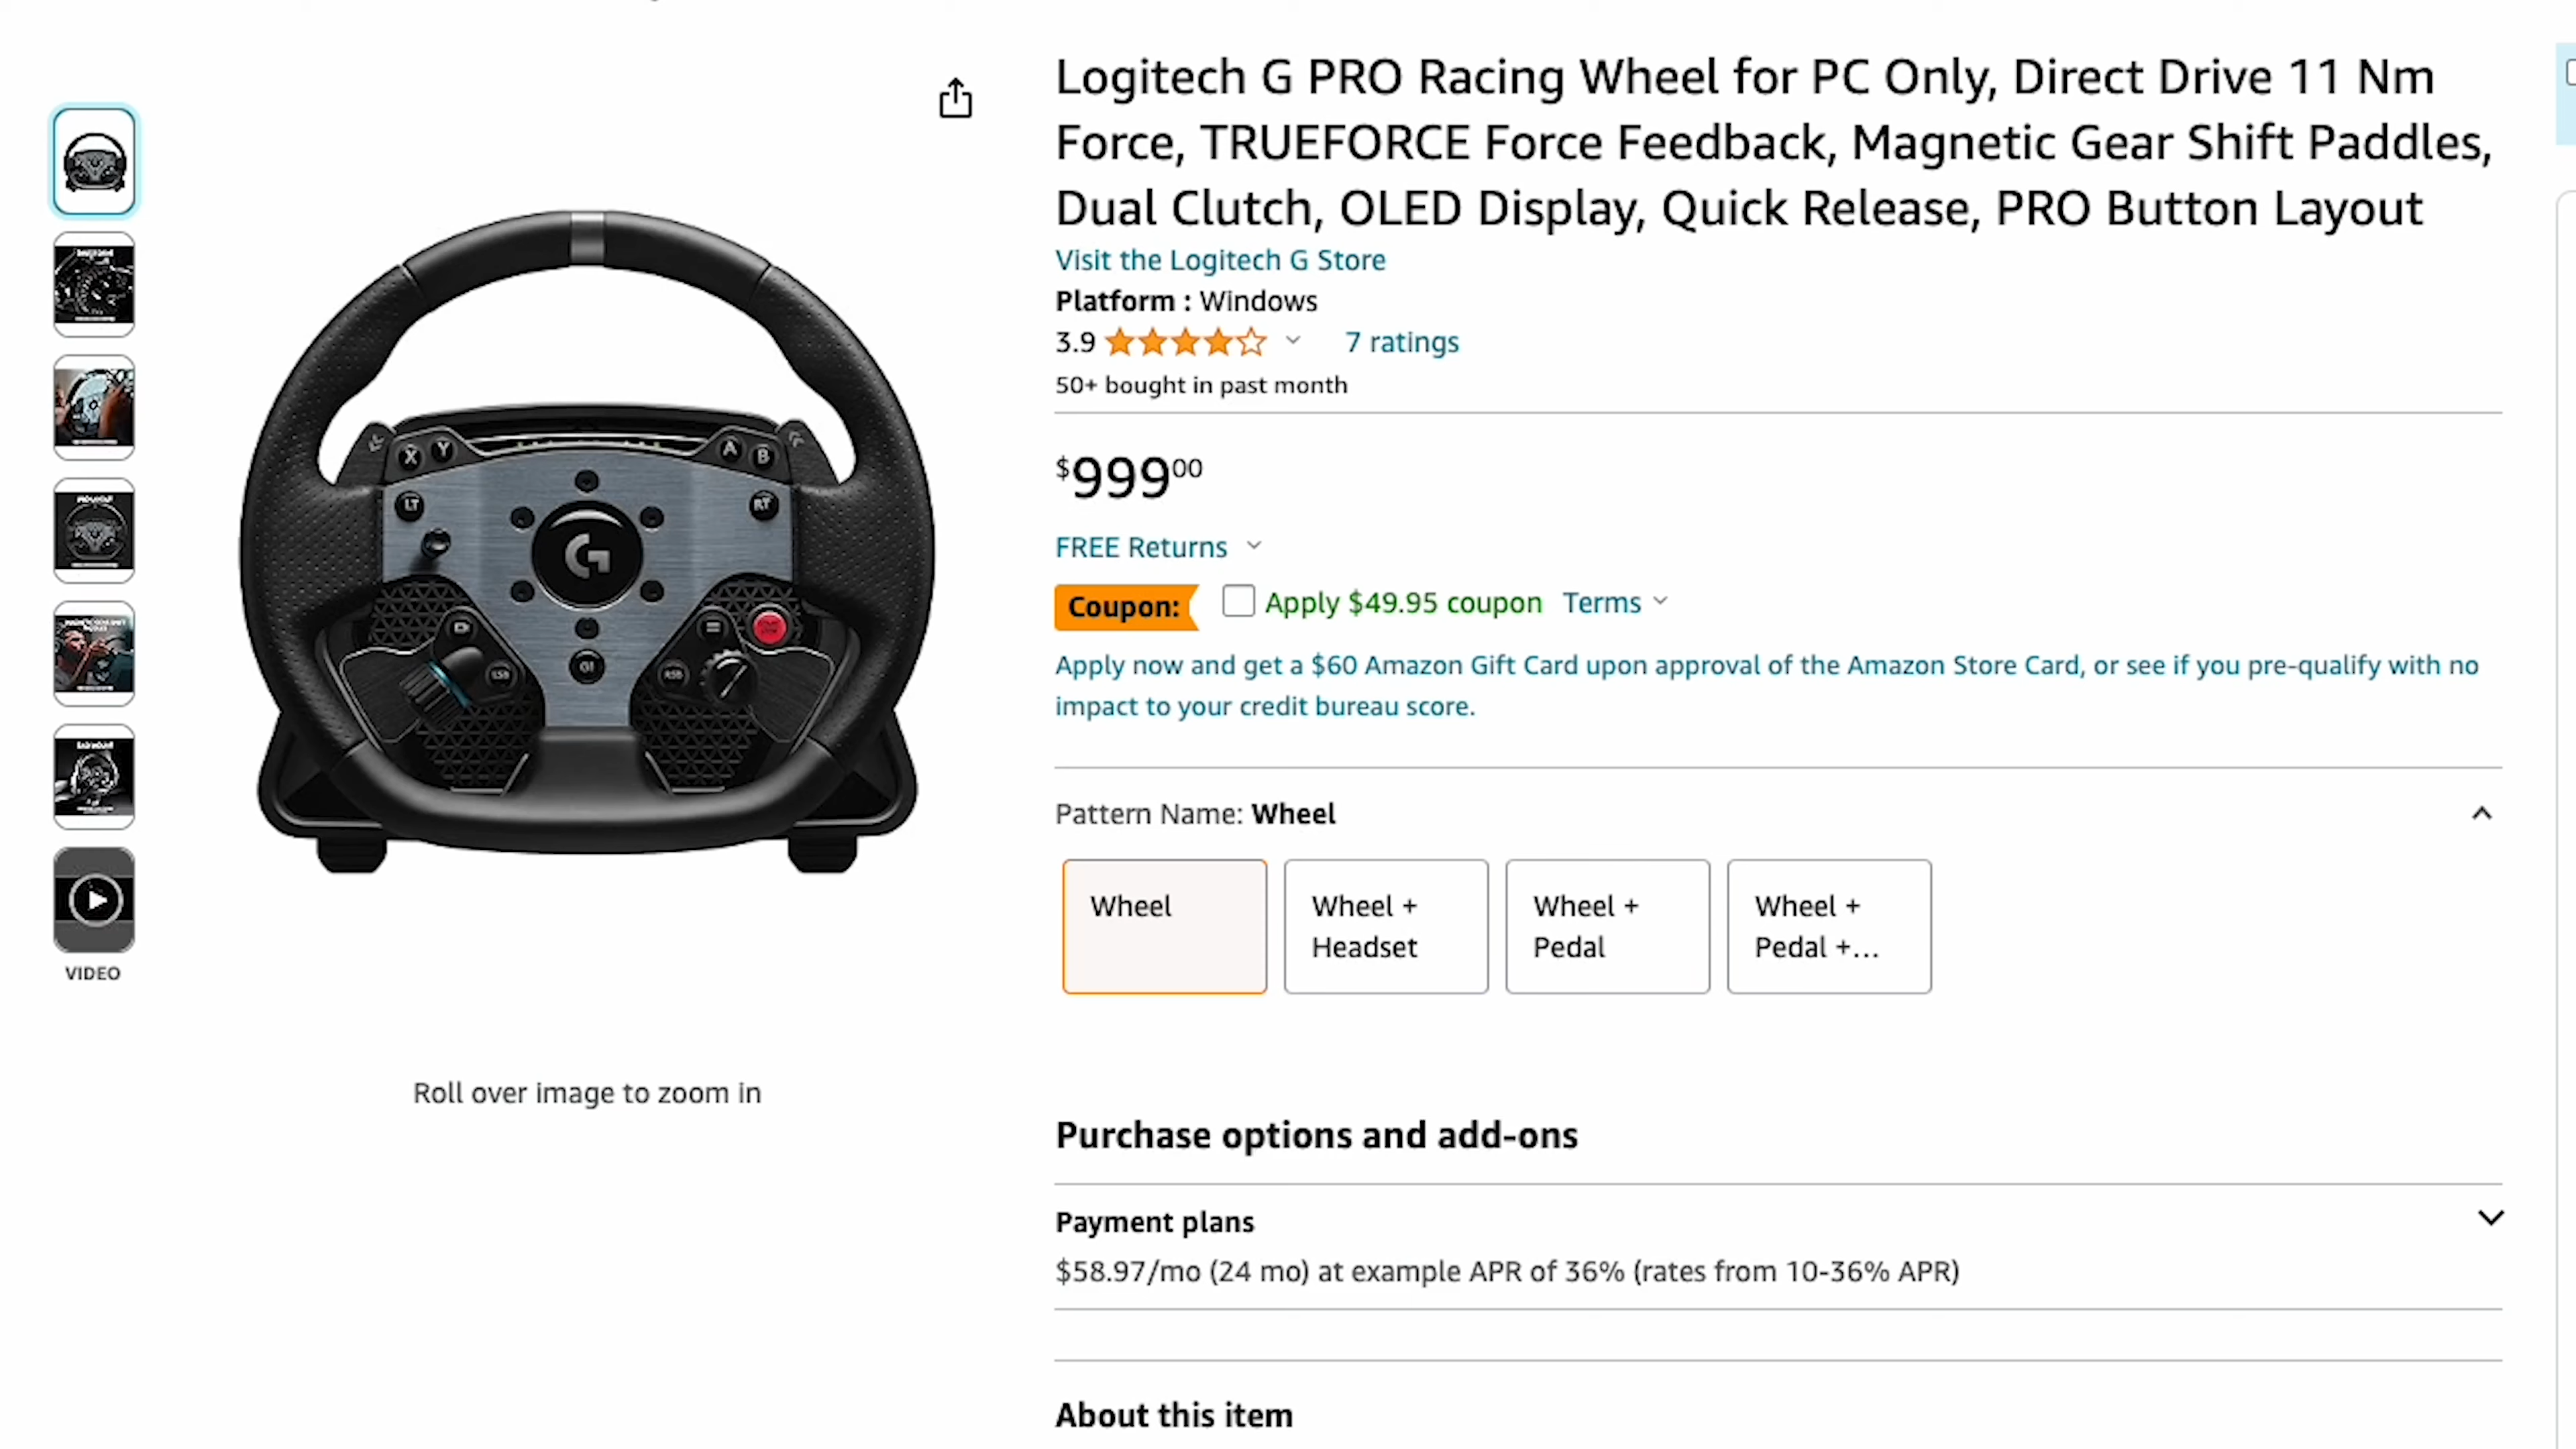 Logitech G PRO Racing Wheel for PC Only, Direct Drive 11 Nm
Force, TRUEFORCE Force Feedback, Magnetic Gear Shift Paddles,
Dual Clutch, OLED Display, Quick Release, PRO Button Layout
Visit the Logitech G Store
Platform : Windows
3.9 7 ratings
50+ bought in past month
$99900
FREE Returns
Coupon: Apply $49.95 coupon Terms
Apply now and get a $60 Amazon Gift Card upon approval of the Amazon Store Card, or see if you pre-qualify with no
impact to your credit bureau score.
Pattern Name: Wheel
Wheel
Wheel +
Headset
Wheel +
Pedal
Wheel +
Pedal +...
Purchase options and add-ons
Payment plans
$58.97/mo (24 mo) at example APR of 36% (rates from 10-36% APR)
About this item
X Y A B
LT RT
G
G1
LSB RSB
VIDEO
Roll over image to zoom in